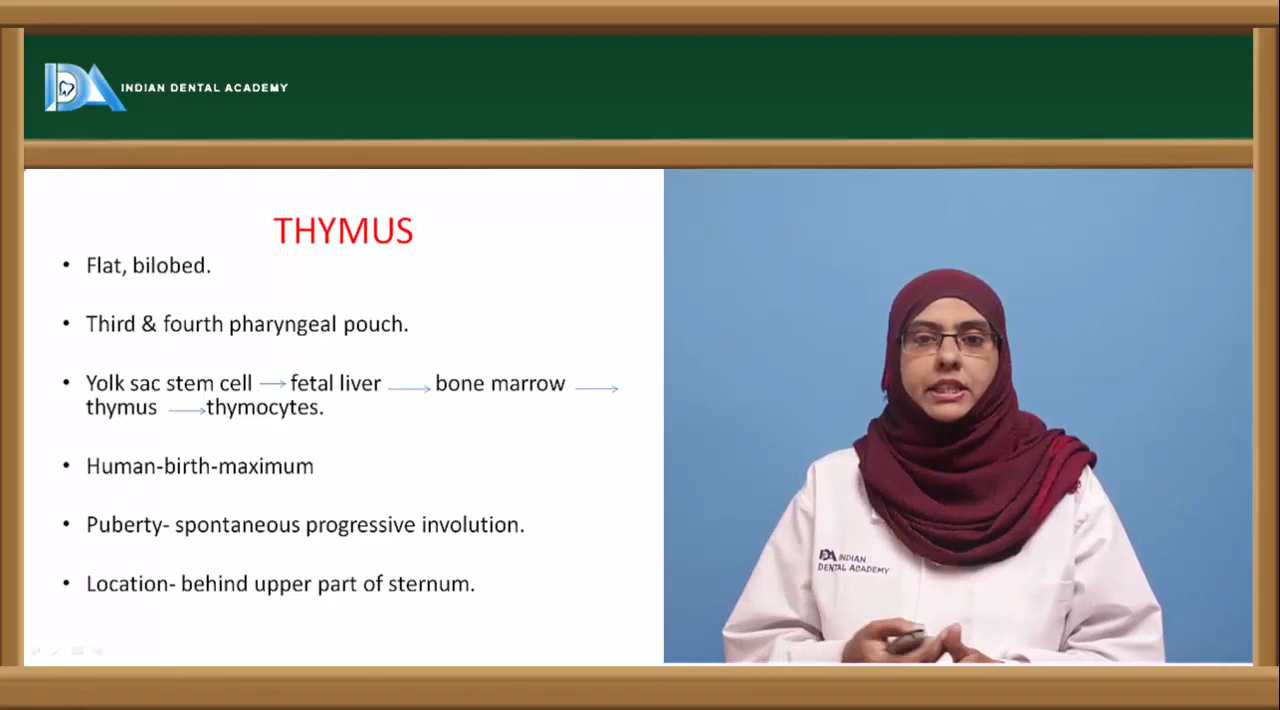 INDIAN DENTAL ACADEMY
THYMUS
• Flat, bilobed.
• Third & fourth pharyngeal pouch.
• Yolk sac stem cell → fetal liver → bone marrow →
thymus → thymocytes.
• Human-birth-maximum
• Puberty- spontaneous progressive involution.
• Location- behind upper part of sternum.
IDA INDIAN
DENTAL ACADEMY